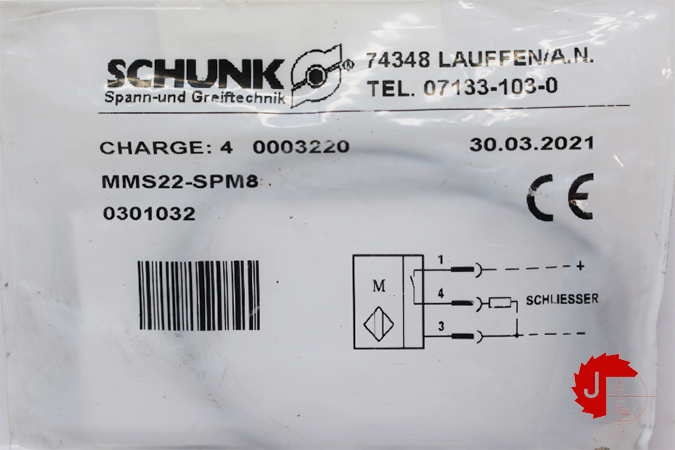 SCHUNK ®
Spann-und Greiftechnik
74348 LAUFFEN/A.N.
TEL. 07133-103-0
CHARGE: 4 0003220
30.03.2021
MMS22-SPM8
0301032
CE
M
1
+
4
SCHLIESSER
3
-
J